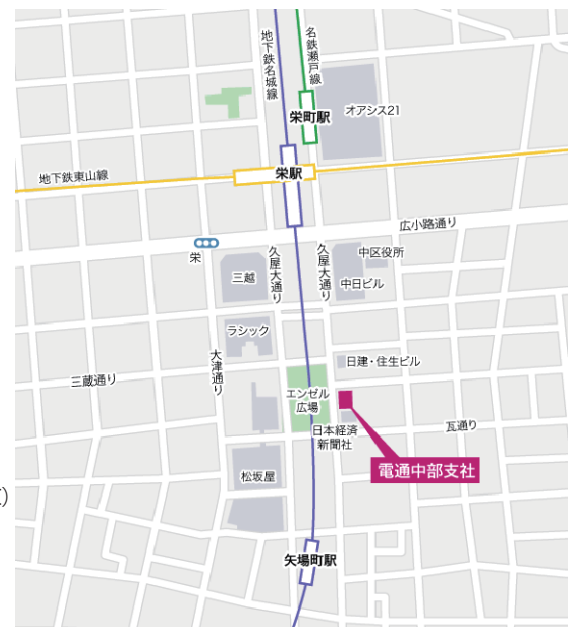 地下鉄名城線
名鉄瀬戸線
オアシス21
栄町駅
栄駅
地下鉄東山線
広小路通り
栄
久屋大通り
久屋大通り
中区役所
三越
中日ビル
ラシック
大津通り
日建・住生ビル
三蔵通り
エンゼル
広場
日本経済
新聞社
瓦通り
電通中部支社
松坂屋
)
矢場町駅